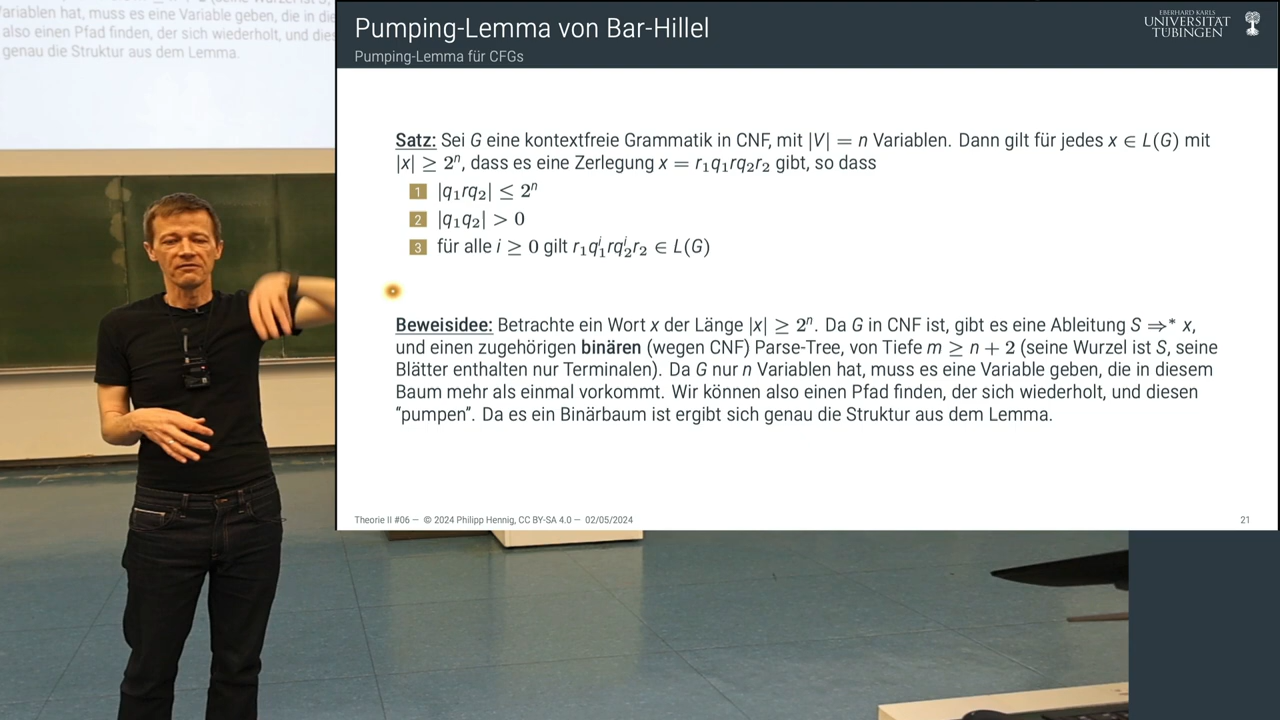 ariablen hat, muss es eine Variable geben, die in die
also einen Pfad finden, der sich wiederholt, und dies
genau die Struktur aus dem Lemma.
Pumping-Lemma von Bar-Hillel
Pumping-Lemma für CFGs
EBERHARD KARLS
UNIVERSITÄT
TÜBINGEN
Satz: Sei G eine kontextfreie Grammatik in CNF, mit |V| = n Variablen. Dann gilt für jedes x ∈ L(G) mit
|x| ≥ 2ⁿ, dass es eine Zerlegung x = r₁q₁rq₂r₂ gibt, so dass
1 |q₁rq₂| ≤ 2ⁿ
2 |q₁q₂| > 0
3 für alle i ≥ 0 gilt r₁q₁ⁱrq₂ⁱr₂ ∈ L(G)
Beweisidee: Betrachte ein Wort x der Länge |x| ≥ 2ⁿ. Da G in CNF ist, gibt es eine Ableitung S ⇒* x,
und einen zugehörigen binären (wegen CNF) Parse-Tree, von Tiefe m ≥ n + 2 (seine Wurzel ist S, seine
Blätter enthalten nur Terminalen). Da G nur n Variablen hat, muss es eine Variable geben, die in diesem
Baum mehr als einmal vorkommt. Wir können also einen Pfad finden, der sich wiederholt, und diesen
“pumpen”. Da es ein Binärbaum ist ergibt sich genau die Struktur aus dem Lemma.
Theorie II #06 — © 2024 Philipp Hennig, CC BY-SA 4.0 — 02/05/2024
21